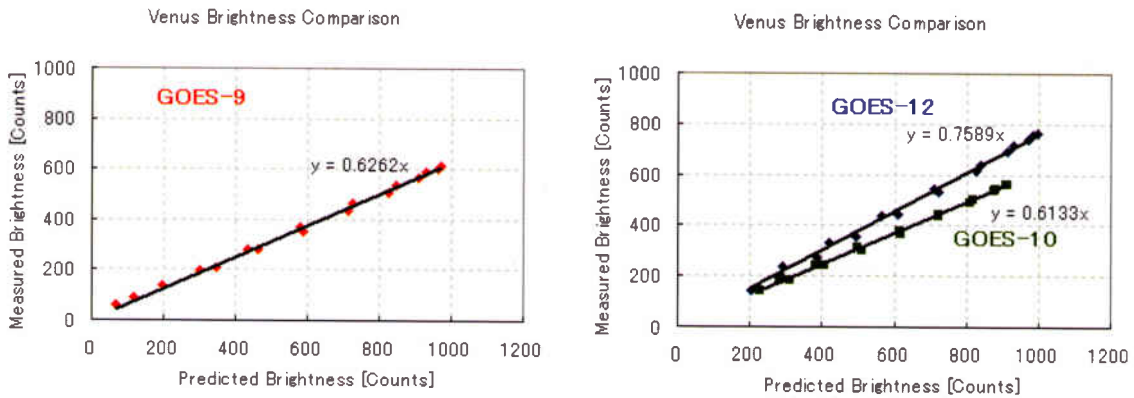 Venus Brightness Comparison
Measured Brightness [Counts]
1000
800
600
400
200
0
GOES-9
y = 0.6262x
0 200 400 600 800 1000 1200
Predicted Brightness [Counts]
Venus Brightness Comparison
Measured Brightness [Counts]
1000
800
600
400
200
0
GOES-12
y = 0.7589x
y = 0.6133x
GOES-10
0 200 400 600 800 1000 1200
Predicted Brightness [Counts]